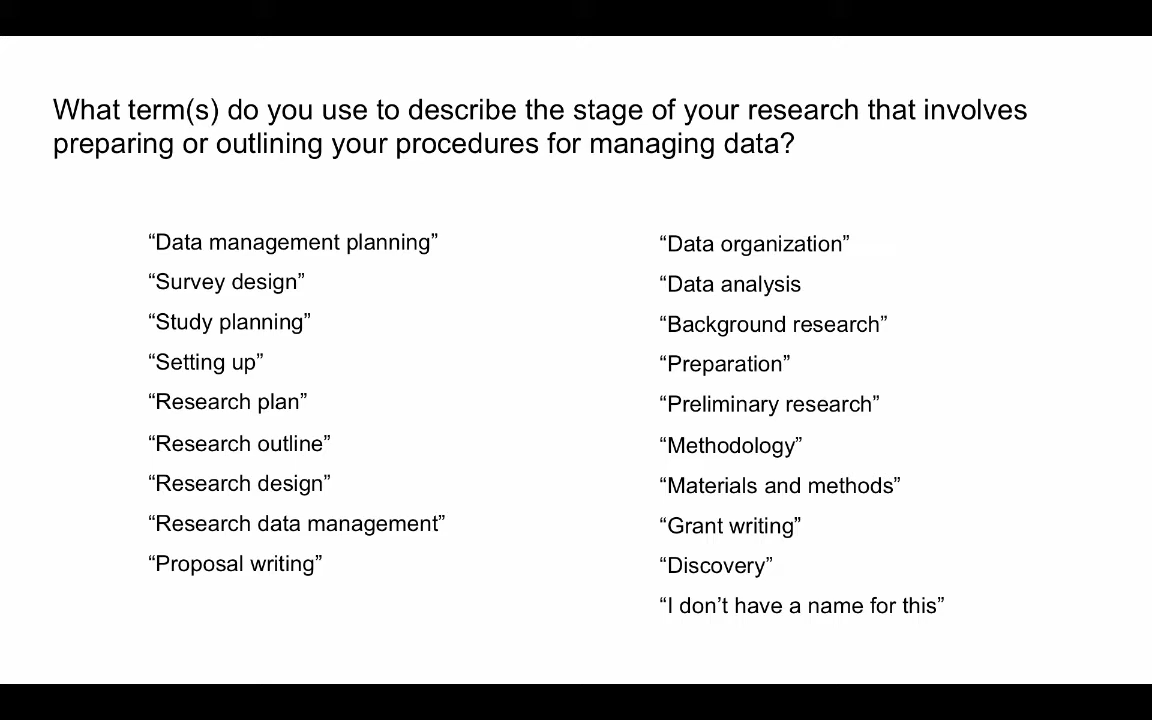 What term(s) do you use to describe the stage of your research that involves
preparing or outlining your procedures for managing data?
“Data management planning”
“Survey design”
“Study planning”
“Setting up”
“Research plan”
“Research outline”
“Research design”
“Research data management”
“Proposal writing”
“Data organization”
“Data analysis
“Background research”
“Preparation”
“Preliminary research”
“Methodology”
“Materials and methods”
“Grant writing”
“Discovery”
“I don’t have a name for this”